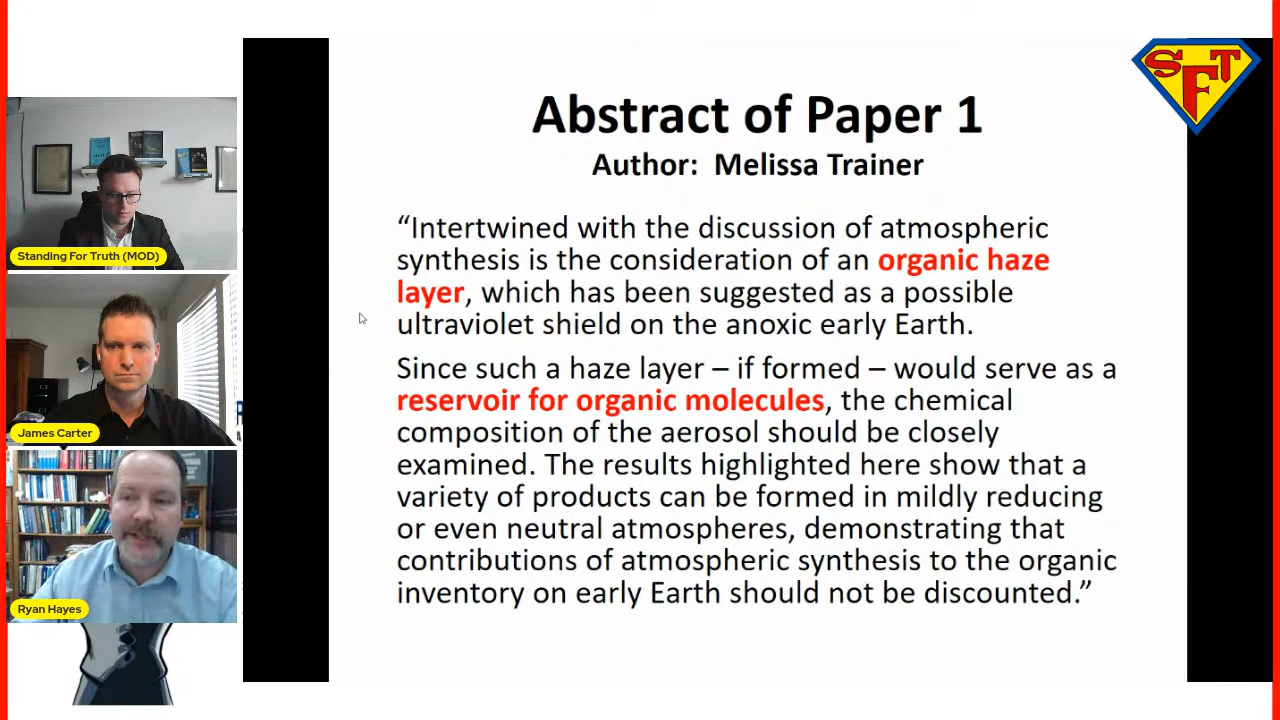 SFT
Abstract of Paper 1
Author: Melissa Trainer
“Intertwined with the discussion of atmospheric
synthesis is the consideration of an organic haze
layer, which has been suggested as a possible
ultraviolet shield on the anoxic early Earth.
Since such a haze layer – if formed – would serve as a
reservoir for organic molecules, the chemical
composition of the aerosol should be closely
examined. The results highlighted here show that a
variety of products can be formed in mildly reducing
or even neutral atmospheres, demonstrating that
contributions of atmospheric synthesis to the organic
inventory on early Earth should not be discounted.”
Standing For Truth (MOD)
James Carter
Ryan Hayes